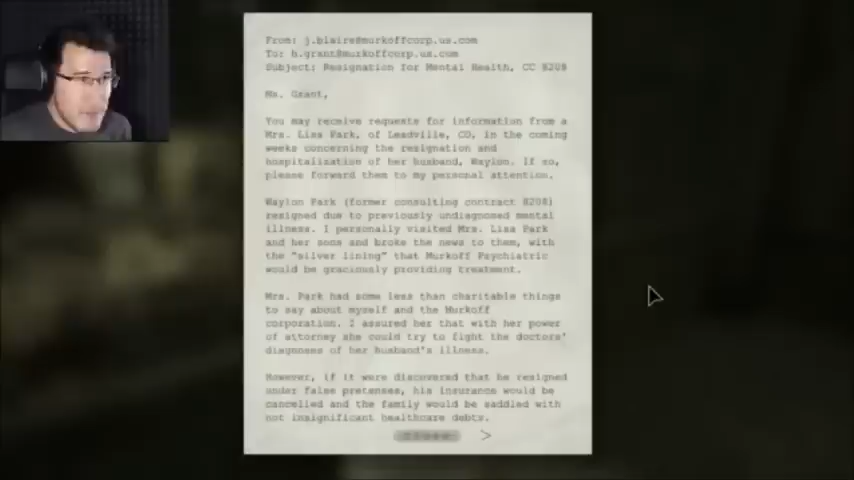 From: j.blaire@murkoffcorp.us.com
To: h.grant@murkoffcorp.us.com
Subject: Resignation for Mental Health, CC 8208
Ms. Grant,
You may receive requests for information from a
Mrs. Lisa Park, of Leadville, CO, in the coming
weeks concerning the resignation and
hospitalization of her husband, Waylon. If so,
please forward them to my personal attention.
Waylon Park (former consulting contract 8208)
resigned due to previously undiagnosed mental
illness. I personally visited Mrs. Lisa Park
and her sons and broke the news to them, with
the "silver lining" that Murkoff Psychiatric
would be graciously providing treatment.
Mrs. Park had some less than charitable things
to say about myself and the Murkoff
corporation. I assured her that with her power
of attorney she could try to fight the doctors'
diagnoses of her husband's illness.
However, if it were discovered that he resigned
under false pretenses, his insurance would be
cancelled and the family would be saddled with
not insignificant healthcare debts.
>